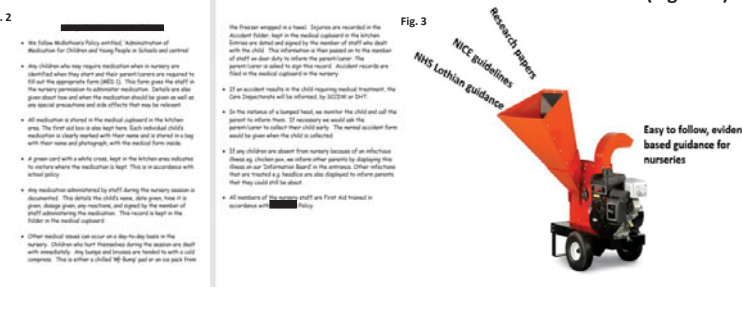 . 2
• We follow Midlothian's Policy entitled, 'Administration of
Medication for Children and Young People in Schools and centres'
• Any children who may require medication when in nursery are
identified when they start and their parent/carers are required to
fill out the appropriate form (MED 1). This form gives the staff in
the nursery permission to administer medication. Details are also
given about how and when the medication should be given as well as
any special precautions and side effects that may be relevant.
• All medication is stored in the medical cupboard in the kitchen
area. The first aid box is also kept here. Each individual child's
medication is clearly marked with their name and is stored in a bag
with their name and photograph, with the medical form inside.
• A green card with a white cross, kept in the kitchen area indicates
to visitors where the medication is kept. This is in accordance with
school policy.
• Any medication administered by staff during the nursery session is
documented. This details the child's name, date given, time it is
given, dosage given, any reactions, and signed by the member of
staff administering the medication. This record is kept in the
folder in the medical cupboard.
• Other medical issues can occur on a day-to-day basis in the
nursery. Children who hurt themselves during the session are dealt
with immediately. Any bumps and bruises are tended to with a cold
compress. This is either a chilled 'Mr Bump' pad or an ice pack from
the freezer wrapped in a towel. Injuries are recorded in the
Accident folder, kept in the medical cupboard in the kitchen.
Entries are dated and signed by the member of staff who dealt
with the child. This information is then passed on to the member
of staff on door duty to inform the parent/carer. The
parent/carer is asked to sign this record. Accident records are
filed in the medical cupboard in the nursery.
• If an accident results in the child requiring medical treatment, the
Care Inspectorate will be informed, by SCCDW or DHT.
• In the instance of a bumped head, we monitor the child and call the
parent to inform them. If necessary we would ask the
parent/carer to collect their child early. The normal accident form
would be given when the child is collected.
• If any children are absent from nursery because of an infectious
illness eg. chicken pox, we inform other parents by displaying this
illness on our 'Information Board' in the entrance. Other infections
that are treated e.g. headlice are also displayed to inform parents
that they could still be about.
• All members of the nursery staff are First Aid trained in
accordance with Policy.
Fig. 3
Research papers
NICE guidelines
NHS Lothian guidance
Easy to follow, eviden
based guidance for
nurseries